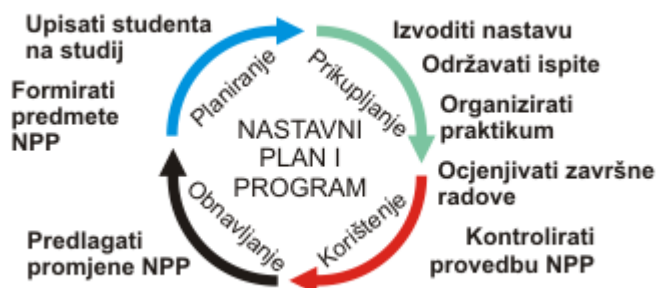 Upisati studenta
na studij
Formirati
predmete
NPP
Planiranje
Prikupljanje
Izvoditi nastavu
Održavati ispite
Organizirati
praktikum
NASTAVNI
PLAN I
PROGRAM
Ocjenjivati završne
radove
Obnavljanje
Korištenje
Predlagati
promjene NPP
Kontrolirati
provedbu NPP